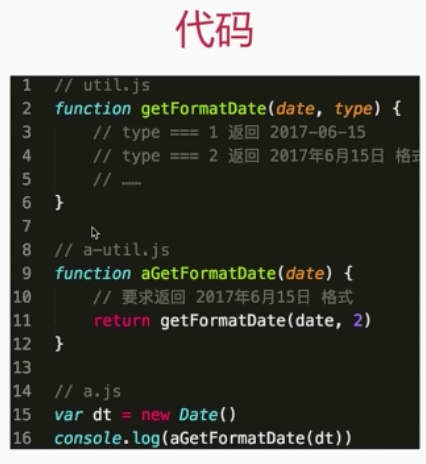 代码
1 // util.js
2 function getFormatDate(date, type) {
3 // type === 1 返回 2017-06-15
4 // type === 2 返回 2017年6月15日 格
5 // ……
6 }
7
8 // a-util.js
9 function aGetFormatDate(date) {
10 // 要求返回 2017年6月15日 格式
11 return getFormatDate(date, 2)
12 }
13
14 // a.js
15 var dt = new Date()
16 console.log(aGetFormatDate(dt))